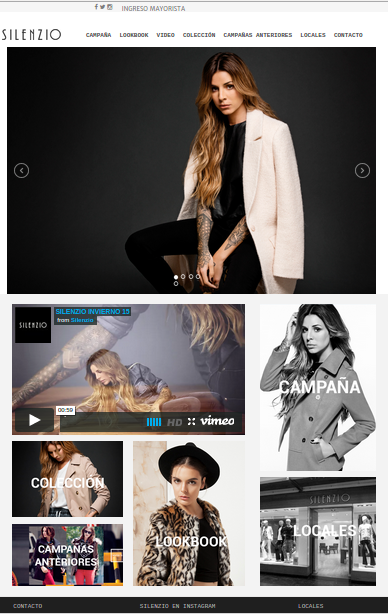 INGRESO MAYORISTA
SILENZIO
CAMPAÑA LOOKBOOK VIDEO COLECCIÓN CAMPAÑAS ANTERIORES LOCALES CONTACTO
SILENZIO
SILENZIO INVIERNO 15
from Silenzio
00:59
HD vimeo
CAMPAÑA
COLECCIÓN
CAMPAÑAS
ANTERIORES
LOOKBOOK
SILENZIO
LOCALES
CONTACTO SILENZIO EN INSTAGRAM LOCALES